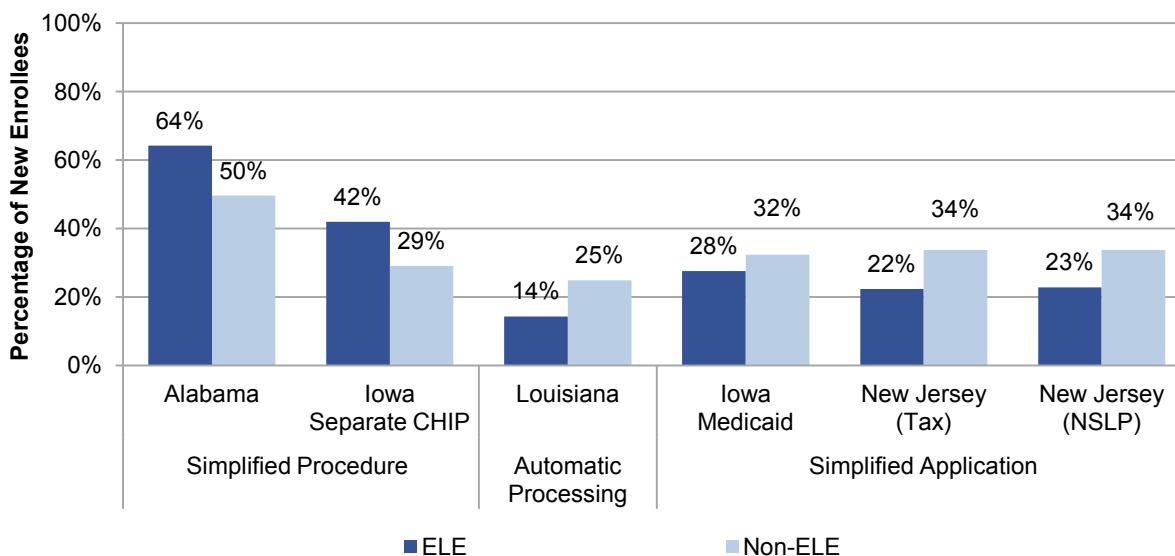 Percentage of New Enrollees
100%
80%
60%
40%
20%
0%
64%
50%
42%
29%
14%
25%
28%
32%
22%
34%
23%
34%
Alabama
Iowa
Separate CHIP
Louisiana
Iowa
Medicaid
New Jersey
(Tax)
New Jersey
(NSLP)
Simplified Procedure
Automatic
Processing
Simplified Application
ELE
Non-ELE